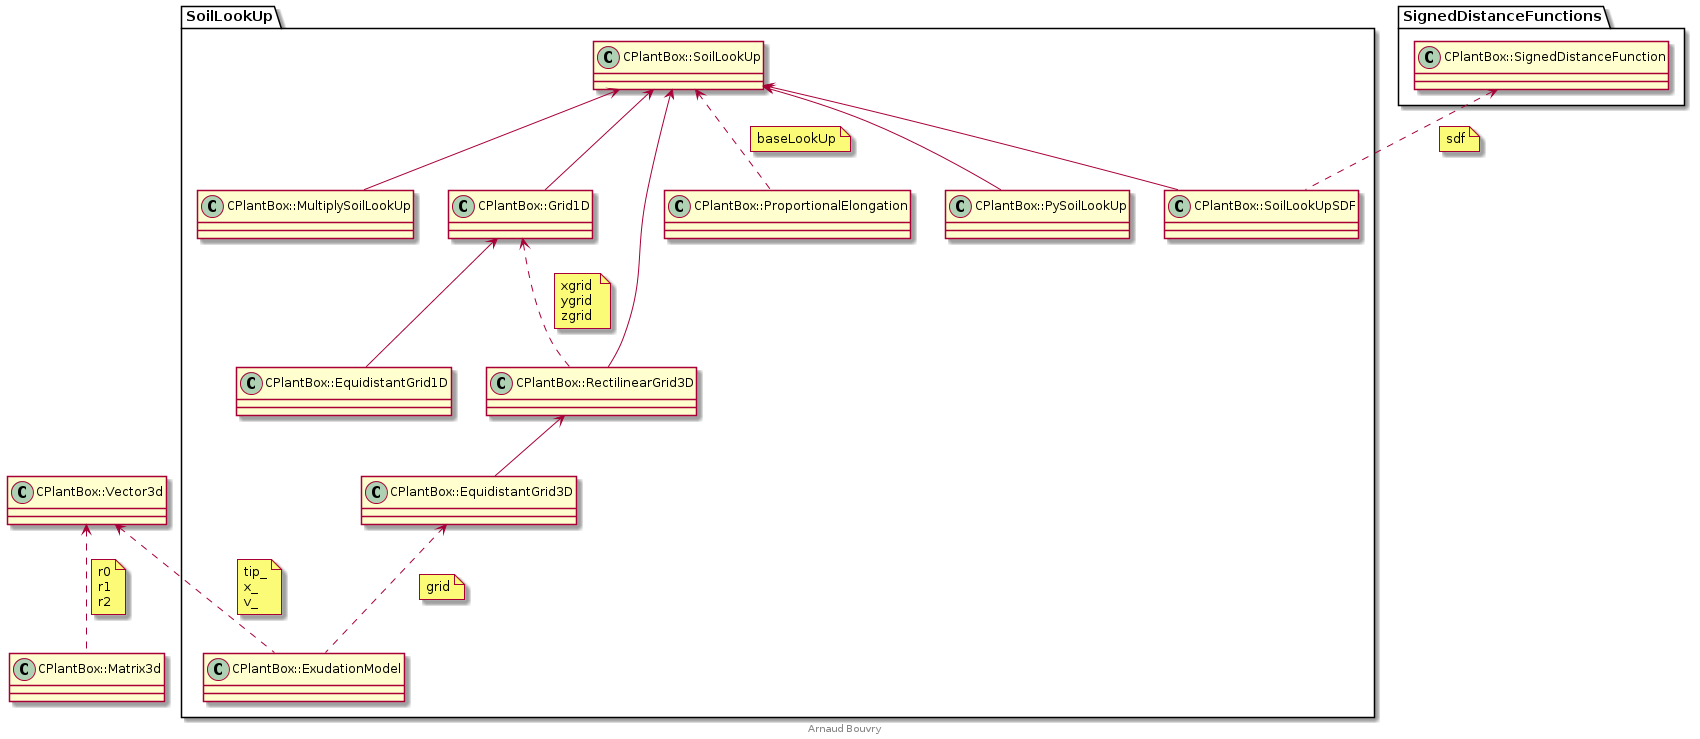 SoilLookUp
SignedDistanceFunctions
C CPlantBox::SoilLookUp
C CPlantBox::SignedDistanceFunction
baseLookUp
sdf
C CPlantBox::MultiplySoilLookUp
C CPlantBox::Grid1D
C CPlantBox::ProportionalElongation
C CPlantBox::PySoilLookUp
C CPlantBox::SoilLookUpSDF
xgrid
ygrid
zgrid
C CPlantBox::EquidistantGrid1D
C CPlantBox::RectilinearGrid3D
C CPlantBox::Vector3d
C CPlantBox::EquidistantGrid3D
r0
r1
r2
tip_
x_
v_
grid
C CPlantBox::Matrix3d
C CPlantBox::ExudationModel
Arnaud Bouvry